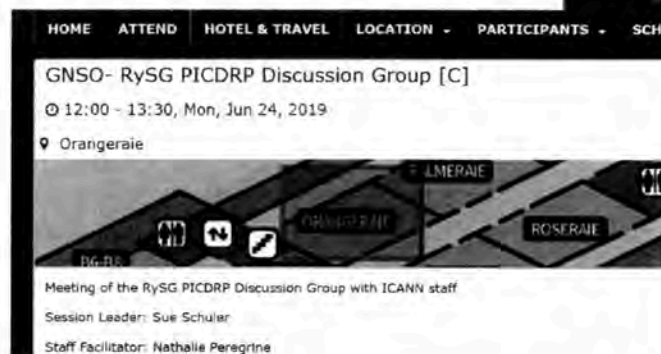 HOME ATTEND HOTEL & TRAVEL LOCATION PARTICIPANTS SCH
GNSO- RySG PICDRP Discussion Group [C]
12:00 - 13:30, Mon, Jun 24, 2019
Orangeraie
ORANGERAIE
ROSERAIE
Meeting of the RySG PICDRP Discussion Group with ICANN staff
Session Leader: Sue Schuler
Staff Facilitator: Nathalie Peregrine